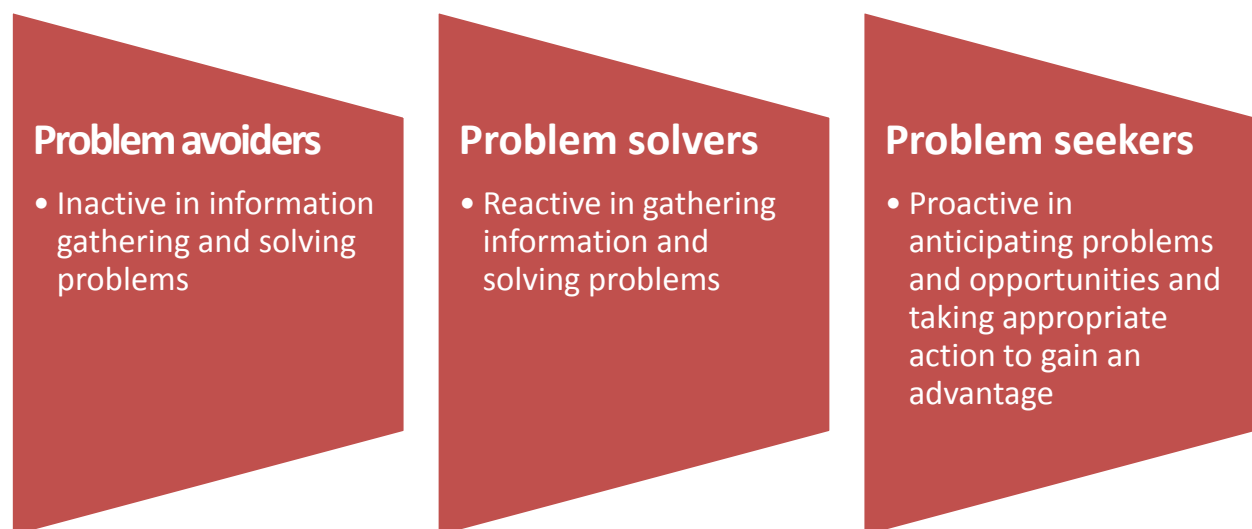 Problem avoiders
• Inactive in information
gathering and solving
problems
Problem solvers
• Reactive in gathering
information and
solving problems
Problem seekers
• Proactive in
anticipating problems
and opportunities and
taking appropriate
action to gain an
advantage